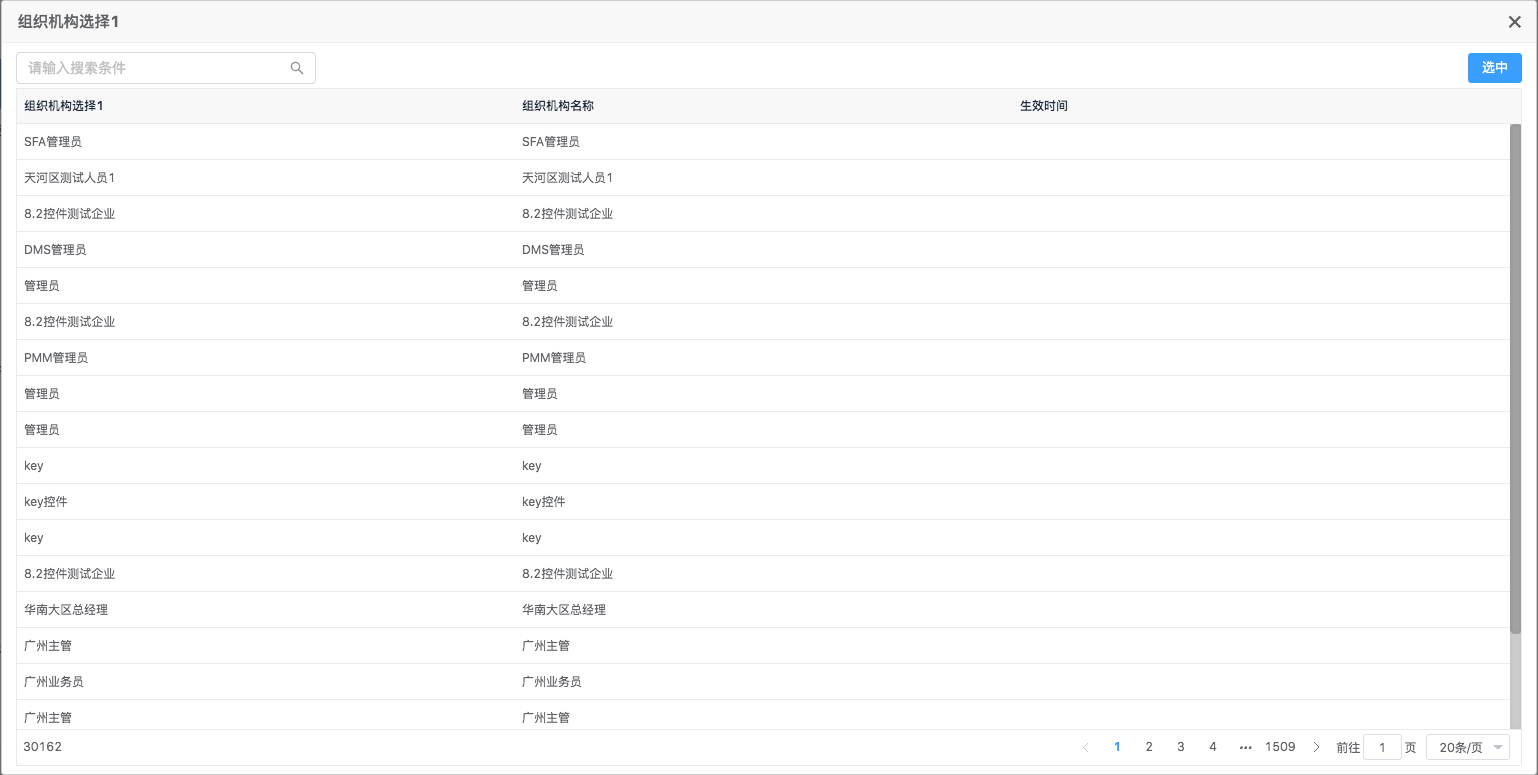 组织机构选择1
请输入搜索条件
选中
组织机构选择1 组织机构名称 生效时间
SFA管理员 SFA管理员
天河区测试人员1 天河区测试人员1
8.2控件测试企业 8.2控件测试企业
DMS管理员 DMS管理员
管理员 管理员
8.2控件测试企业 8.2控件测试企业
PMM管理员 PMM管理员
管理员 管理员
管理员 管理员
key key
key控件 key控件
key key
8.2控件测试企业 8.2控件测试企业
华南大区总经理 华南大区总经理
广州主管 广州主管
广州业务员 广州业务员
广州主管 广州主管
30162 1 2 3 4 ••• 1509 前往 1 页 20条/页